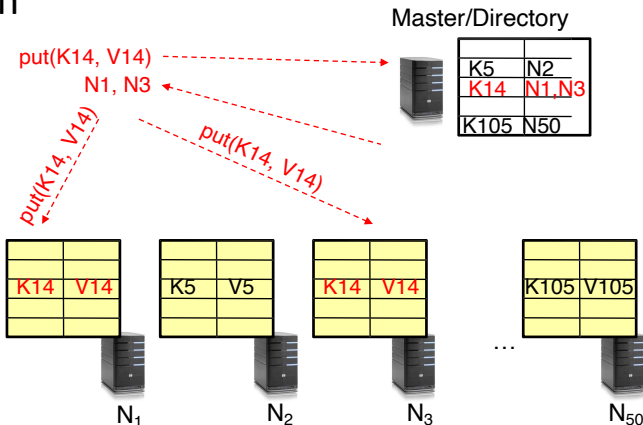 Master/Directory
put(K14, V14)
N1, N3
K5 N2
K14 N1,N3
K105 N50
put(K14, V14)
put(K14, V14)
K14 V14
K5 V5
K14 V14
K105 V105
…
N1
N2
N3
N50